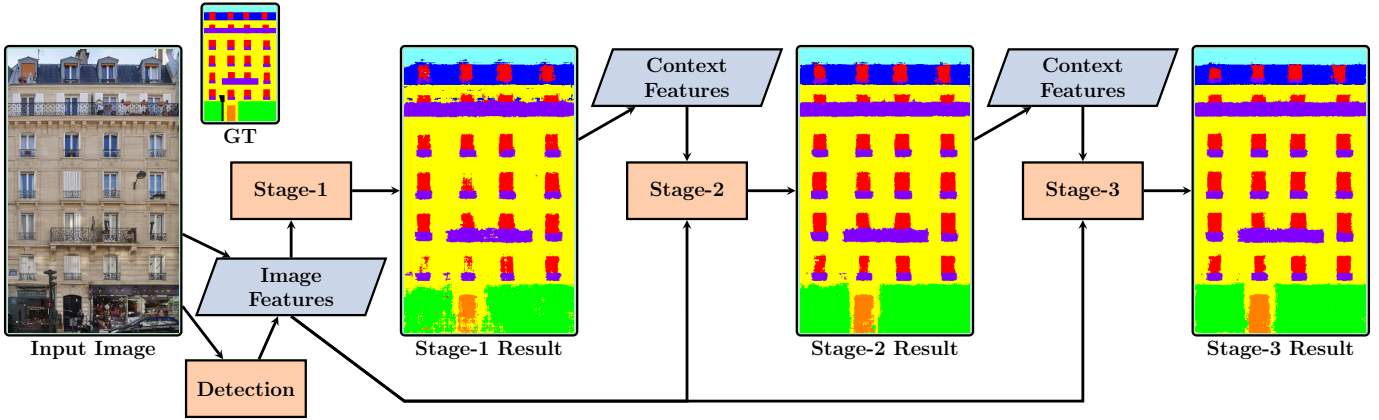 GT
Context
Features
Context
Features
Stage-1
Stage-2
Stage-3
Image
Features
Input Image
Stage-1 Result
Stage-2 Result
Stage-3 Result
Detection